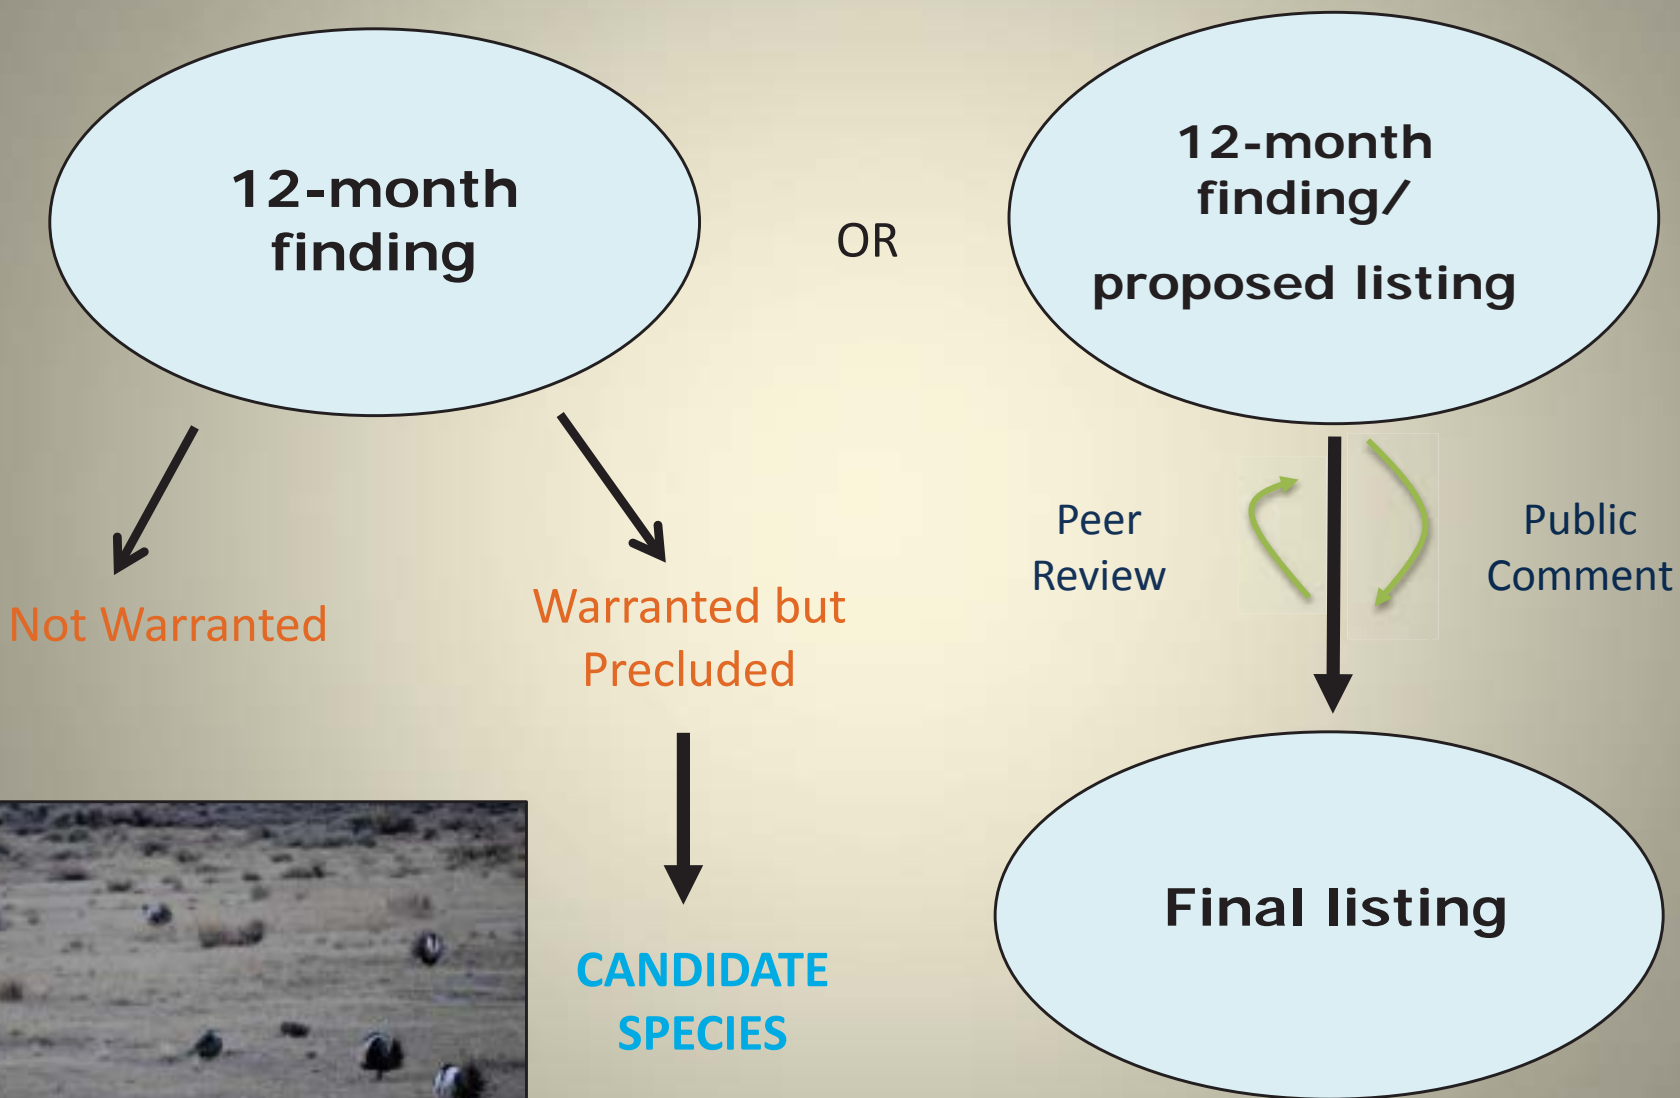 12-month
finding
OR
12-month
finding/
proposed listing
Not Warranted
Warranted but
Precluded
Peer
Review
Public
Comment
CANDIDATE
SPECIES
Final listing